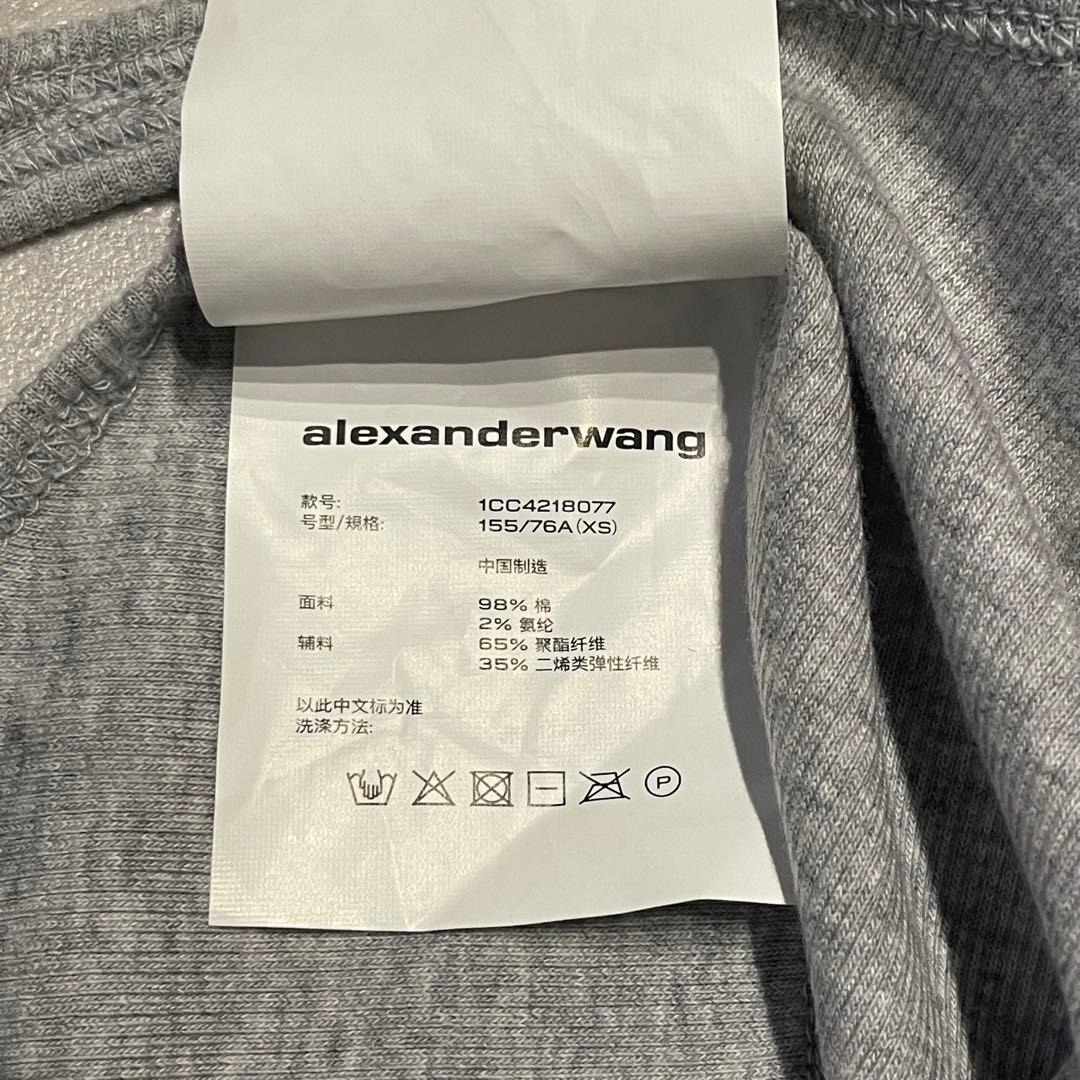 alexanderwang
款号: 1CC4218077
号型/规格: 155/76A(XS)
中国制造
面料 98% 棉
2% 氨纶
辅料 65% 聚酯纤维
35% 二烯类弹性纤维
以此中文标为准
洗涤方法:
P